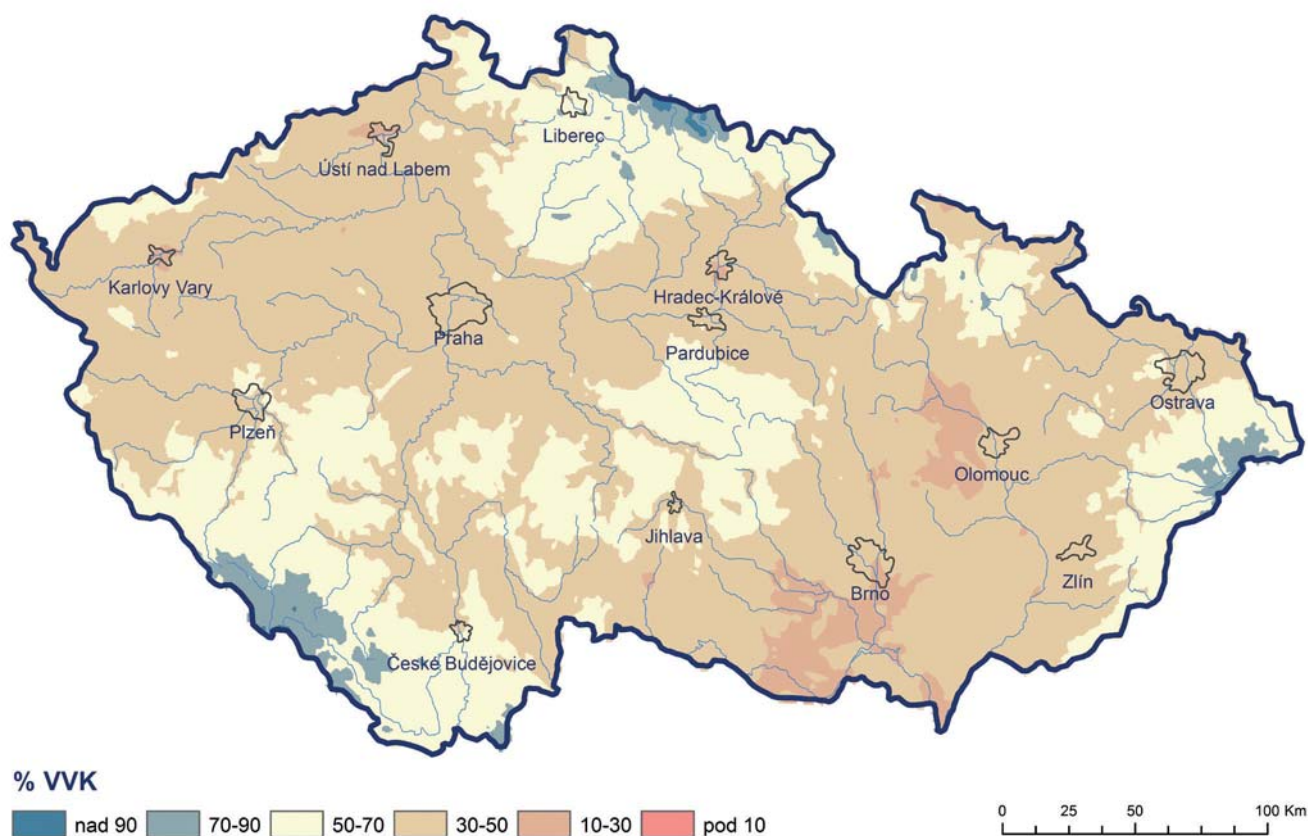 Liberec
Ústí nad Labem
Karlovy Vary
Hradec-Králové
Praha
Pardubice
Ostrava
Plzeň
Olomouc
Jihlava
Zlín
Brno
České Budějovice
% VVK
nad 90 70-90 50-70 30-50 10-30 pod 10
0 25 50 100 Km